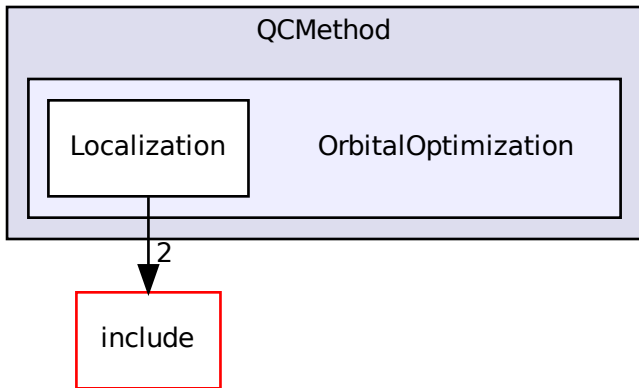 QCMethod
Localization
OrbitalOptimization
2
include